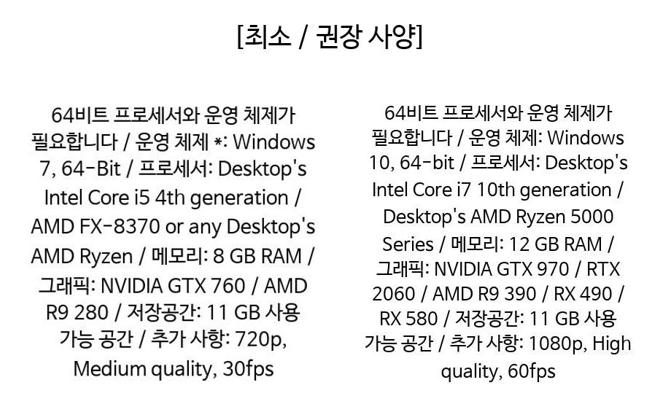 [최소 / 권장 사양]
64비트 프로세서와 운영 체제가
필요합니다 / 운영 체제 *: Windows
7, 64-Bit / 프로세서: Desktop's
Intel Core i5 4th generation /
AMD FX-8370 or any Desktop's
AMD Ryzen / 메모리: 8 GB RAM /
그래픽: NVIDIA GTX 760 / AMD
R9 280 / 저장공간: 11 GB 사용
가능 공간 / 추가 사항: 720p,
Medium quality, 30fps
64비트 프로세서와 운영 체제가
필요합니다 / 운영 체제: Windows
10, 64-bit / 프로세서: Desktop's
Intel Core i7 10th generation /
Desktop's AMD Ryzen 5000
Series / 메모리: 12 GB RAM /
그래픽: NVIDIA GTX 970 / RTX
2060 / AMD R9 390 / RX 490 /
RX 580 / 저장공간: 11 GB 사용
가능 공간 / 추가 사항: 1080p, High
quality, 60fps